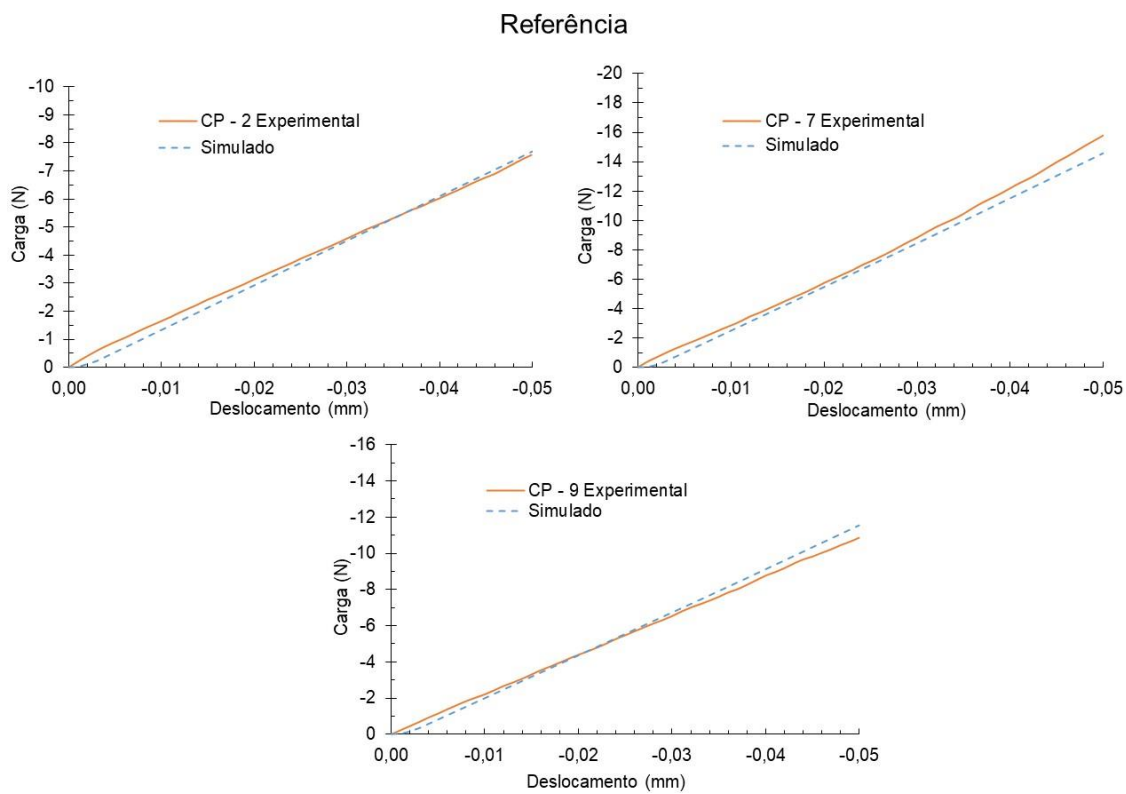 Referência
-10
-9
-8
-7
-6
-5
-4
-3
-2
-1
0
Carga (N)
CP - 2 Experimental
Simulado
0,00 -0,01 -0,02 -0,03 -0,04 -0,05
Deslocamento (mm)
-20
-18
-16
-14
-12
-10
-8
-6
-4
-2
0
Carga (N)
CP - 7 Experimental
Simulado
0,00 -0,01 -0,02 -0,03 -0,04 -0,05
Deslocamento (mm)
-16
-14
-12
-10
-8
-6
-4
-2
0
Carga (N)
CP - 9 Experimental
Simulado
0,00 -0,01 -0,02 -0,03 -0,04 -0,05
Deslocamento (mm)